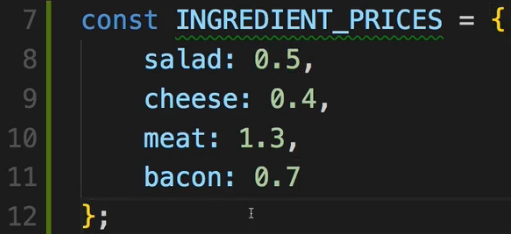 7 const INGREDIENT_PRICES = {
8 salad: 0.5,
9 cheese: 0.4,
10 meat: 1.3,
11 bacon: 0.7
12 };